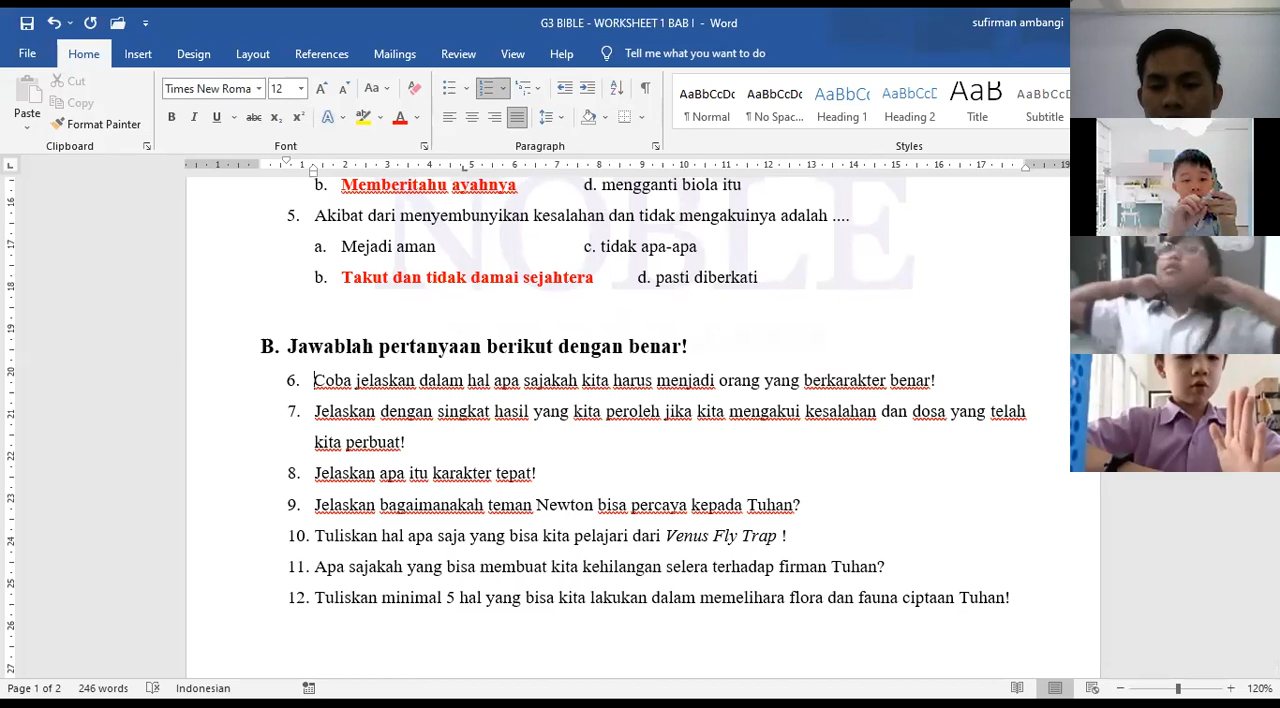 G3 BIBLE - WORKSHEET 1 BAB I - Word
sufirman ambangi
File Home Insert Design Layout References Mailings Review View Help Tell me what you want to do
Paste
Cut
Copy
Format Painter
Clipboard
Times New Roma 12
Font
Paragraph
AaBbCcDc AaBbCcDc AaBbCc AaBbCcD AaB AaBbCcD
¶ Normal ¶ No Spac... Heading 1 Heading 2 Title Subtitle
Styles
NOBLE
b. Memberitahu ayahnya d. mengganti biola itu
5. Akibat dari menyembunyikan kesalahan dan tidak mengakuinya adalah ....
a. Mejadi aman c. tidak apa-apa
b. Takut dan tidak damai sejahtera d. pasti diberkati
B. Jawablah pertanyaan berikut dengan benar!
6. Coba jelaskan dalam hal apa sajakah kita harus menjadi orang yang berkarakter benar!
7. Jelaskan dengan singkat hasil yang kita peroleh jika kita mengakui kesalahan dan dosa yang telah
kita perbuat!
8. Jelaskan apa itu karakter tepat!
9. Jelaskan bagaimanakah teman Newton bisa percaya kepada Tuhan?
10. Tuliskan hal apa saja yang bisa kita pelajari dari Venus Fly Trap !
11. Apa sajakah yang bisa membuat kita kehilangan selera terhadap firman Tuhan?
12. Tuliskan minimal 5 hal yang bisa kita lakukan dalam memelihara flora dan fauna ciptaan Tuhan!
Page 1 of 2 246 words Indonesian 120%